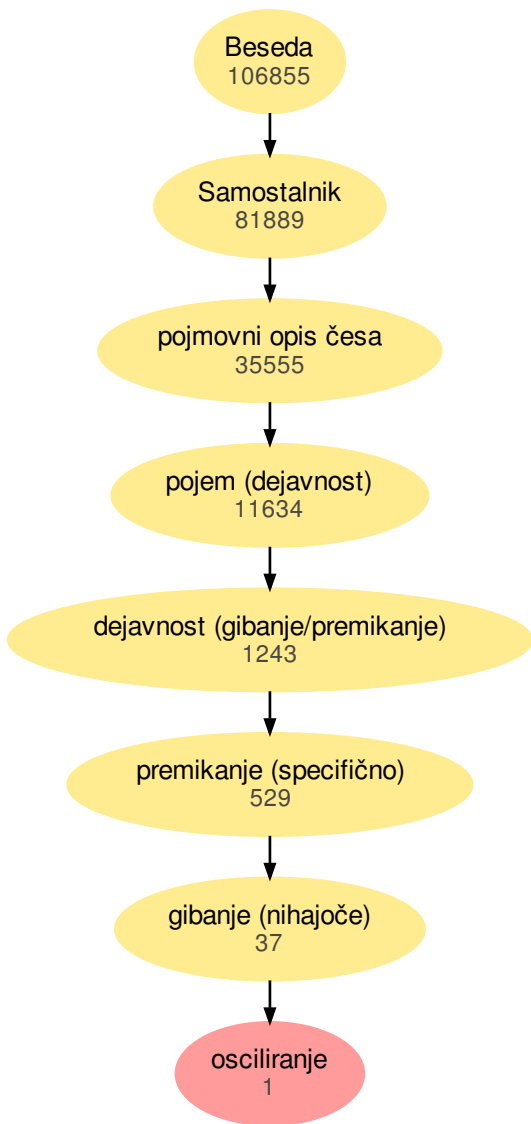 Beseda
106855
Samostalnik
81889
pojmovni opis česa
35555
pojem (dejavnost)
11634
dejavnost (gibanje/premikanje)
1243
premikanje (specifično)
529
gibanje (nihajoče)
37
osciliranje
1